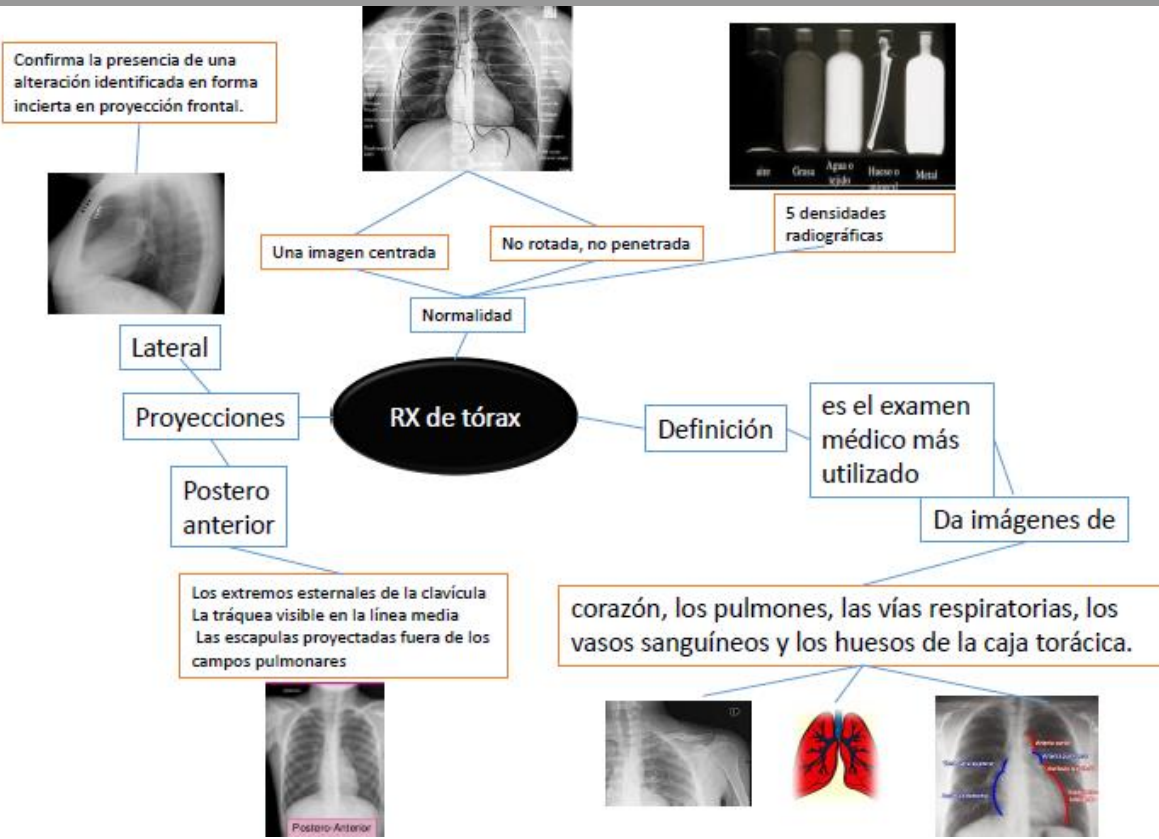 Confirma la presencia de una
alteración identificada en forma
incierta en proyección frontal.
aire
Grasa
Agua o
tejido
Hueso o
mineral
Metal
5 densidades
radiográficas
Una imagen centrada
No rotada, no penetrada
Normalidad
Lateral
Proyecciones
RX de tórax
Definición
es el examen
médico más
utilizado
Postero
anterior
Da imágenes de
Los extremos esternales de la clavícula
La tráquea visible en la línea media
Las escapulas proyectadas fuera de los
campos pulmonares
corazón, los pulmones, las vías respiratorias, los
vasos sanguíneos y los huesos de la caja torácica.
Postero-Anterior